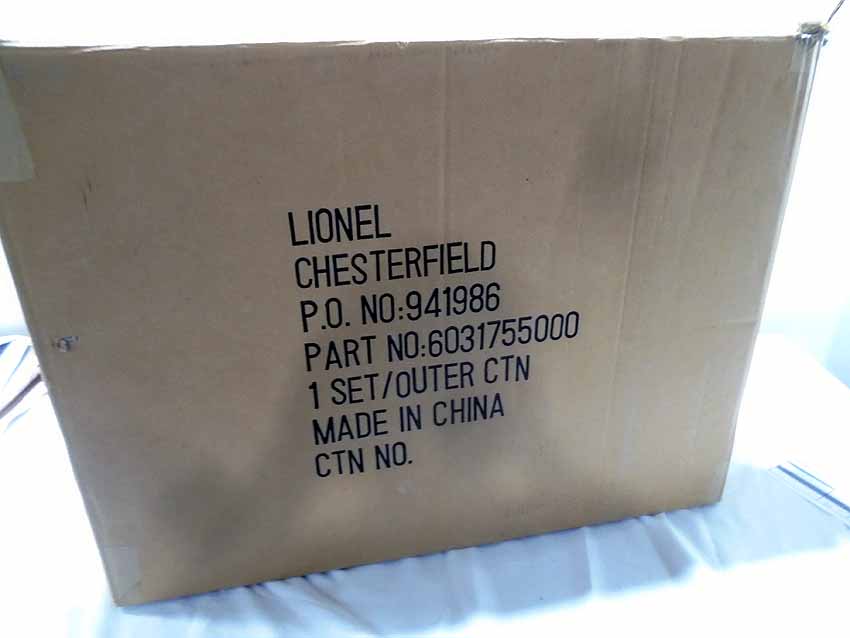 LIONEL
CHESTERFIELD
P.O. NO:941986
PART NO:6031755000
1 SET/OUTER CTN
MADE IN CHINA
CTN NO.